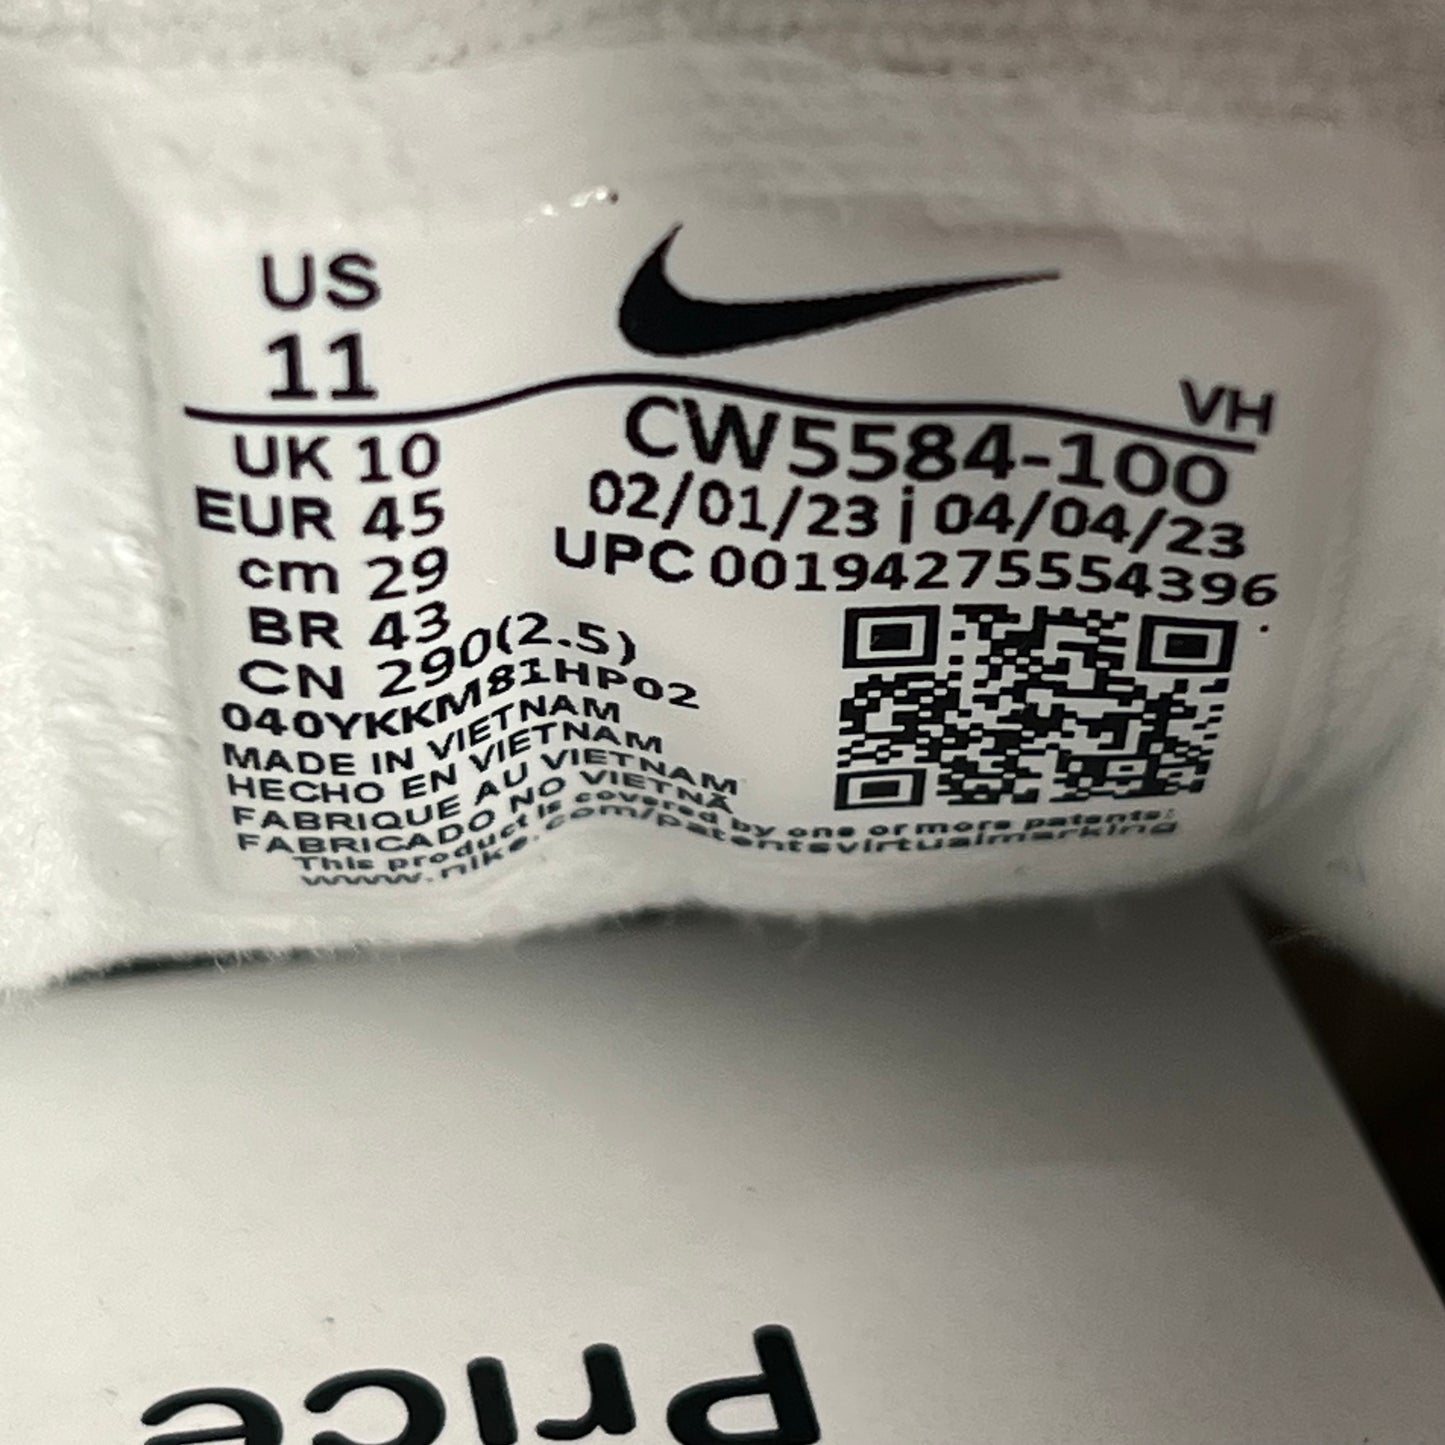 US
11
VH
UK 10
EUR 45
cm 29
BR 43
CN 290(2.5)
CW5584-100
02/01/23 | 04/04/23
UPC 00194275554396
040YKKM81HP02
MADE IN VIETNAM
HECHO EN VIETNAM
FABRIQUE AU VIETNAM
FABRICADO NO VIETNÃ
This product is covered by one or more patents:
www.nike.com/patentsvirtualmarking
Price